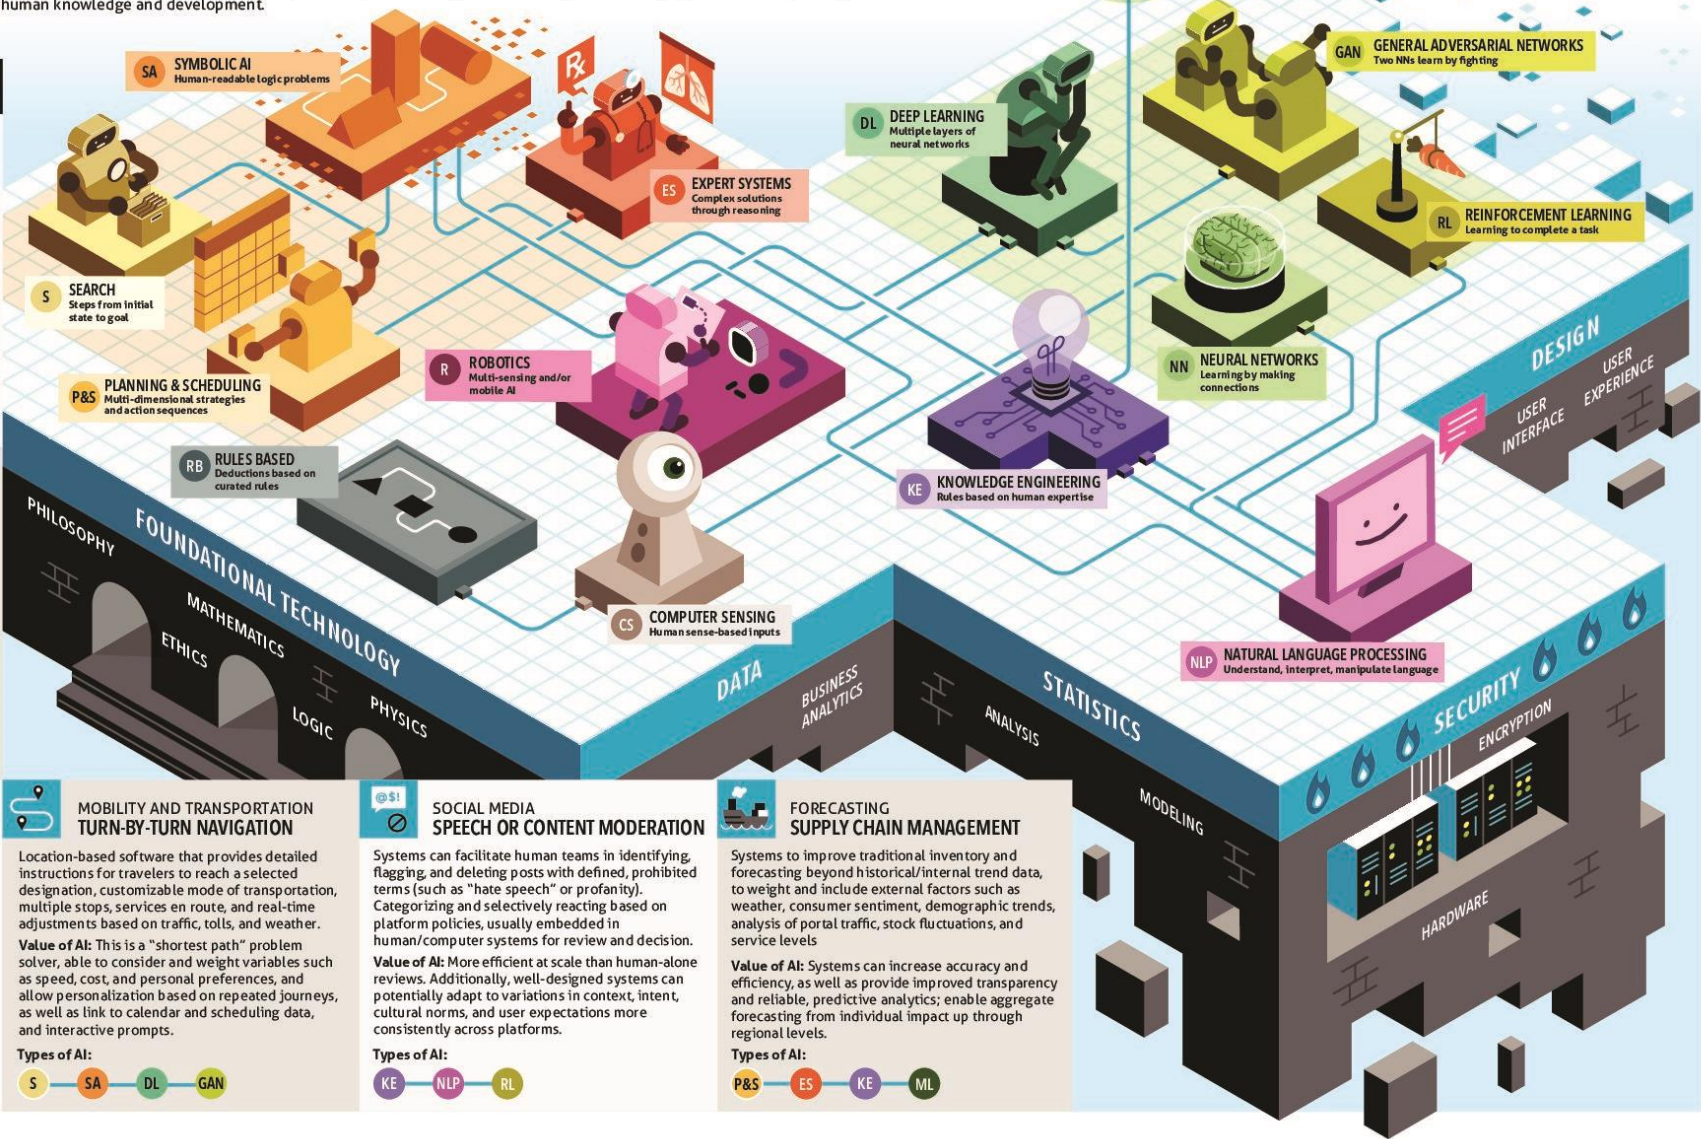 human knowledge and development.
SA
SYMBOLIC AI
Human-readable logic problems
Rx
ES
EXPERT SYSTEMS
Complex solutions
through reasoning
DL
DEEP LEARNING
Multiple layers of
neural networks
GAN
GENERAL ADVERSARIAL NETWORKS
Two NNs learn by fighting
RL
REINFORCEMENT LEARNING
Learning to complete a task
S
SEARCH
Steps from initial
state to goal
P&S
PLANNING & SCHEDULING
Multi-dimensional strategies
and action sequences
R
ROBOTICS
Multi-sensing and/or
mobile AI
NN
NEURAL NETWORKS
Learning by making
connections
RB
RULES BASED
Deductions based on
curated rules
KE
KNOWLEDGE ENGINEERING
Rules based on human expertise
CS
COMPUTER SENSING
Human sense-based inputs
NLP
NATURAL LANGUAGE PROCESSING
Understand, interpret, manipulate language
DESIGN
USER
INTERFACE
USER
EXPERIENCE
FOUNDATIONAL TECHNOLOGY
PHILOSOPHY
ETHICS
MATHEMATICS
LOGIC
PHYSICS
DATA
BUSINESS
ANALYTICS
STATISTICS
ANALYSIS
MODELING
SECURITY
ENCRYPTION
HARDWARE
MOBILITY AND TRANSPORTATION
TURN-BY-TURN NAVIGATION
Location-based software that provides detailed
instructions for travelers to reach a selected
designation, customizable mode of transportation,
multiple stops, services en route, and real-time
adjustments based on traffic, tolls, and weather.
Value of AI: This is a "shortest path" problem
solver, able to consider and weight variables such
as speed, cost, and personal preferences, and
allow personalization based on repeated journeys,
as well as link to calendar and scheduling data,
and interactive prompts.
Types of AI:
S SA DL GAN
@$!
SOCIAL MEDIA
SPEECH OR CONTENT MODERATION
Systems can facilitate human teams in identifying,
flagging, and deleting posts with defined, prohibited
terms (such as "hate speech" or profanity).
Categorizing and selectively reacting based on
platform policies, usually embedded in
human/computer systems for review and decision.
Value of AI: More efficient at scale than human-alone
reviews. Additionally, well-designed systems can
potentially adapt to variations in context, intent,
cultural norms, and user expectations more
consistently across platforms.
Types of AI:
KE NLP RL
FORECASTING
SUPPLY CHAIN MANAGEMENT
Systems to improve traditional inventory and
forecasting beyond historical/internal trend data,
to weight and include external factors such as
weather, consumer sentiment, demographic trends,
analysis of portal traffic, stock fluctuations, and
service levels
Value of AI: Systems can increase accuracy and
efficiency, as well as provide improved transparency
and reliable, predictive analytics; enable aggregate
forecasting from individual impact up through
regional levels.
Types of AI:
P&S ES KE ML